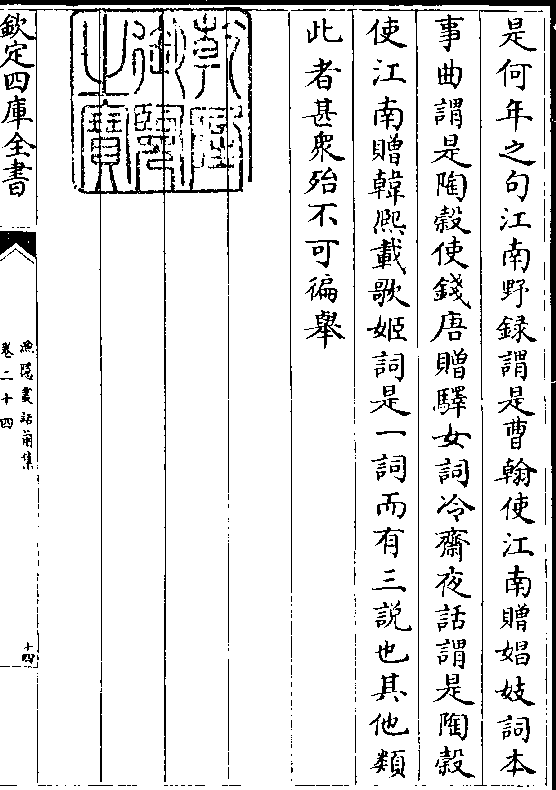 是何年之句江南野録謂是曹翰使江南贈娼妓詞本
事曲謂是陶穀使錢唐贈驛女詞冷齋夜話謂是陶穀
使江南贈韓熈載歌姬詞是一詞而有三説也其他類
此者甚衆殆不可徧舉
乾隆御覽之寶
欽定四庫全書
漁隱叢話前集
卷二十四
十四